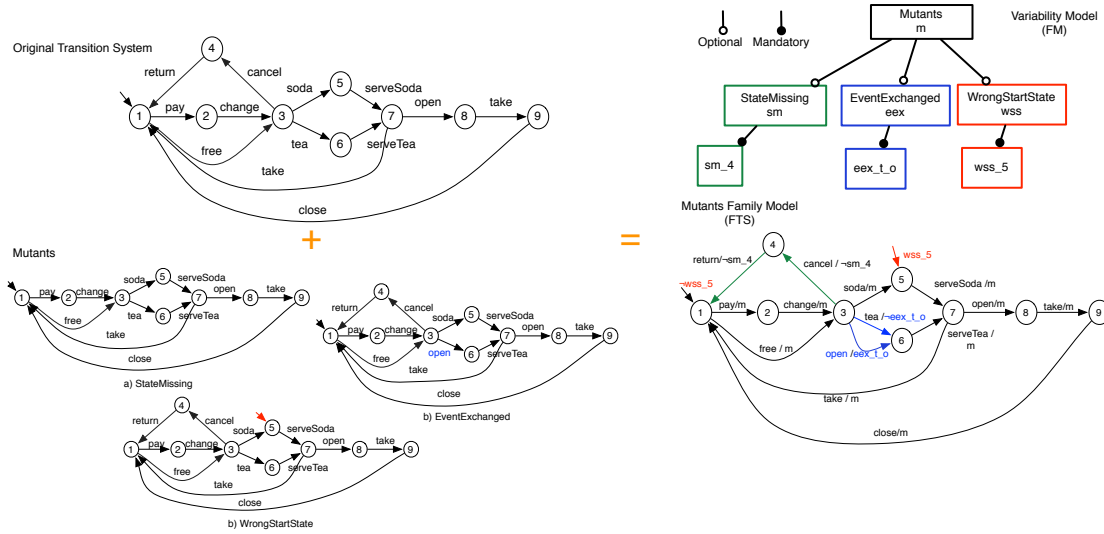 Original Transition System
4
return
cancel
soda
5
serveSoda
open
take
1
pay
2
change
3
7
8
9
free
tea
6
serveTea
take
close
+
=
Mutants
1
pay
2
change
3
soda
5
serveSoda
open
take
7
8
9
tea
6
serveTea
free
take
close
a) StateMissing
4
return
cancel
soda
5
serveSoda
open
take
1
pay
2
change
3
7
8
9
free
open
6
serveTea
take
close
b) EventExchanged
4
return
cancel
soda
5
serveSoda
open
take
1
pay
2
change
3
7
8
9
free
tea
6
serveTea
take
close
b) WrongStartState
Optional
Mandatory
Mutants
m
Variability Model
(FM)
StateMissing
sm
EventExchanged
eex
WrongStartState
wss
sm_4
eex_t_o
wss_5
Mutants Family Model
(FTS)
4
return/¬sm_4
cancel / ¬sm_4
wss_5
¬wss_5
soda/m
5
serveSoda /m
1
pay/m
2
change/m
3
7
open/m
8
take/m
9
tea /¬eex_t_o
6
serveTea /
m
free / m
open /eex_t_o
take / m
close/m